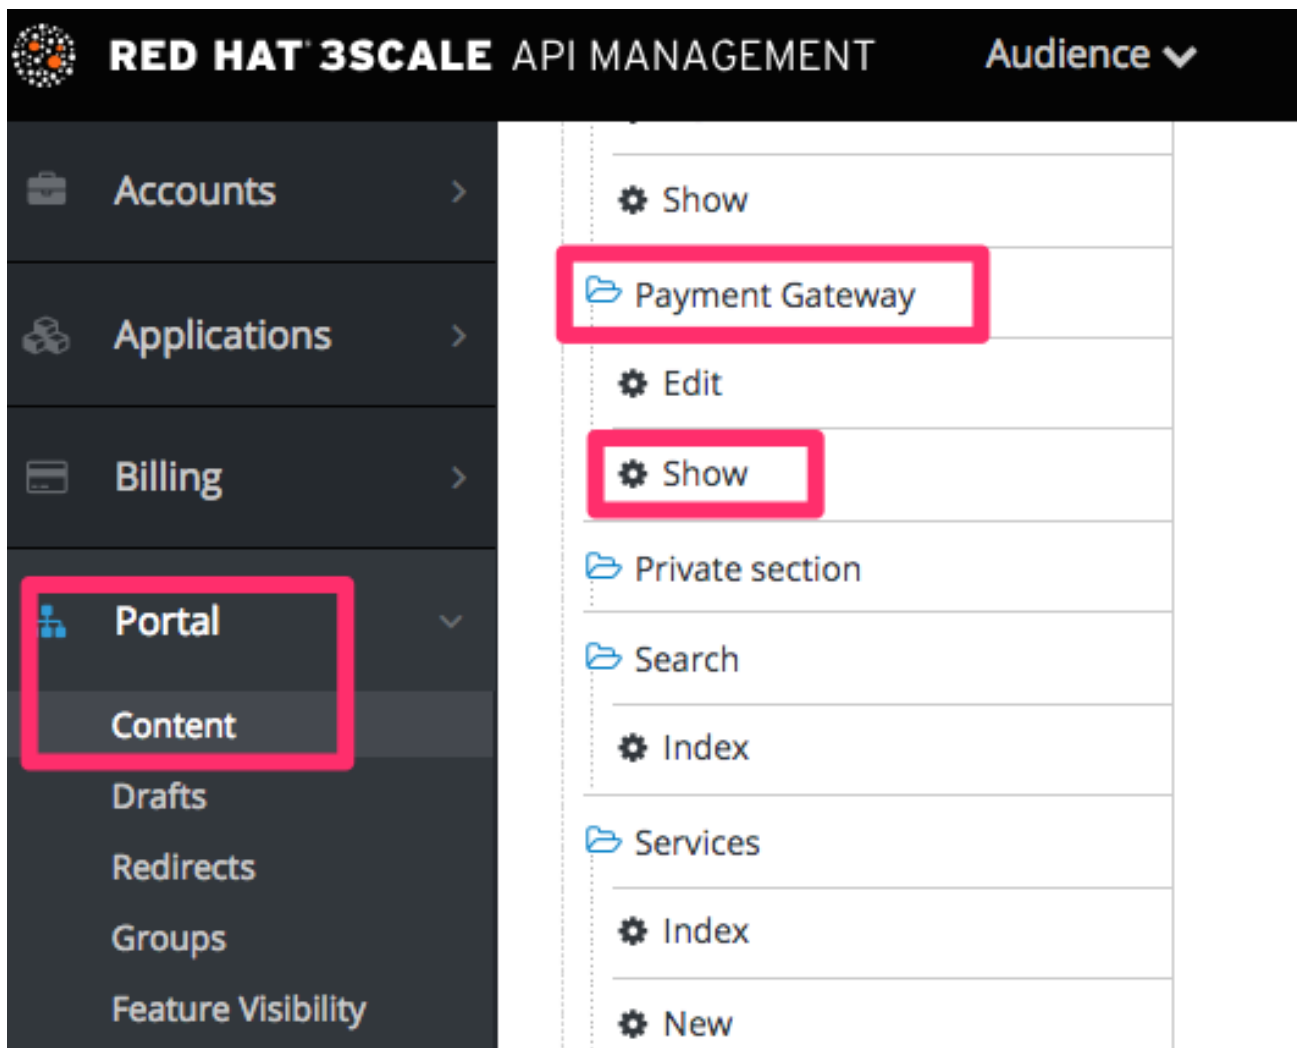 RED HAT® 3SCALE API MANAGEMENT
Audience
Accounts
Applications
Billing
Portal
Content
Drafts
Redirects
Groups
Feature Visibility
Show
Payment Gateway
Edit
Show
Private section
Search
Index
Services
Index
New